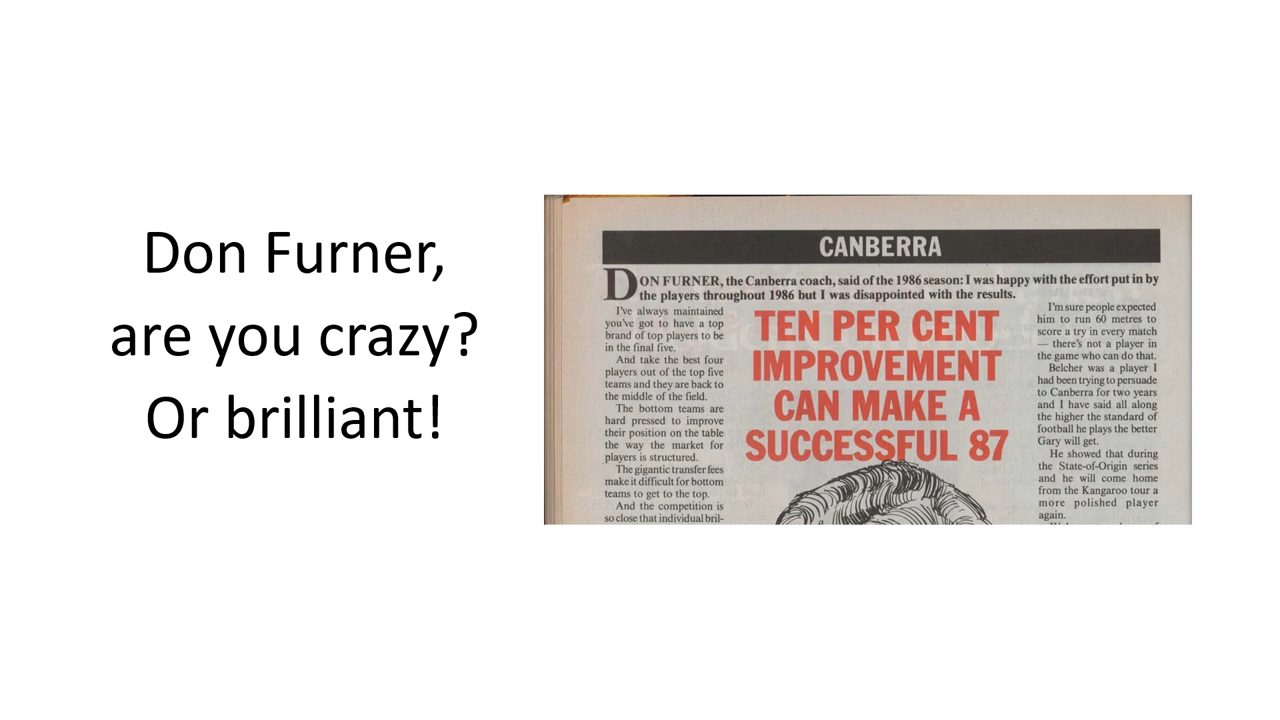 Don Furner,
are you crazy?
Or brilliant!
CANBERRA
DON FURNER, the Canberra coach, said of the 1986 season: I was happy with the effort put in by
the players throughout 1986 but I was disappointed with the results.
I've always maintained
you've got to have a top
brand of top players to be
in the final five.
And take the best four
players out of the top five
teams and they are back to
the middle of the field.
The bottom teams are
hard pressed to improve
their position on the table
the way the market for
players is structured.
The gigantic transfer fees
make it difficult for bottom
teams to get to the top.
And the competition is
so close that individual bril-
TEN PER CENT
IMPROVEMENT
CAN MAKE A
SUCCESSFUL 87
I'm sure people expected
him to run 60 metres to
score a try in every match
— there's not a player in
the game who can do that.
Belcher was a player I
had been trying to persuade
to Canberra for two years
and I have said all along
the higher the standard of
football he plays the better
Gary will get.
He showed that during
the State-of-Origin series
and he will come home
from the Kangaroo tour a
more polished player
again.